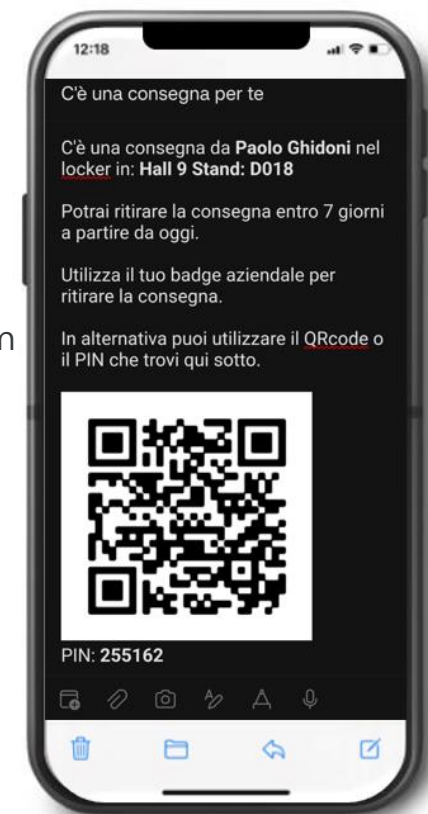 12:18
C'è una consegna per te
C'è una consegna da Paolo Ghidoni nel
locker in: Hall 9 Stand: D018
Potrai ritirare la consegna entro 7 giorni
a partire da oggi.
Utilizza il tuo badge aziendale per
ritirare la consegna.
In alternativa puoi utilizzare il QRcode o
il PIN che trovi qui sotto.
PIN: 255162